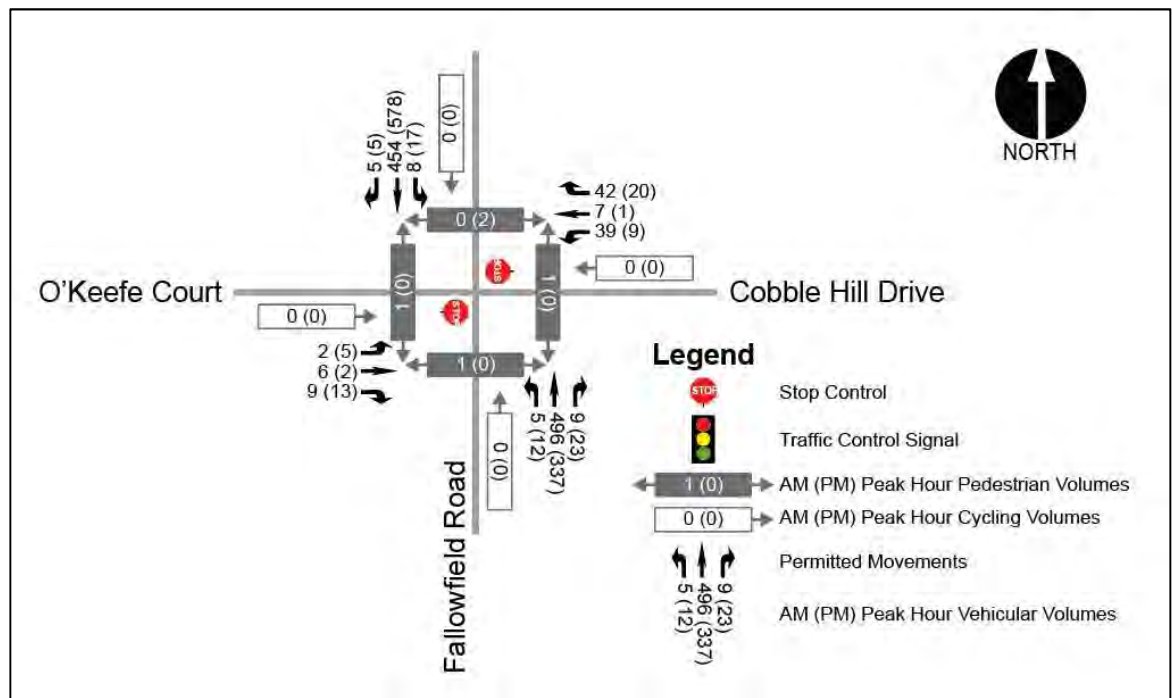 NORTH
5 (5)
454 (578)
8 (17)
0 (0)
42 (20)
7 (1)
39 (9)
0 (2)
STOP
O'Keefe Court
Cobble Hill Drive
1 (0)
1 (0)
0 (0)
0 (0)
STOP
2 (5)
6 (2)
9 (13)
1 (0)
5 (12)
496 (337)
9 (23)
0 (0)
Fallowfield Road
Legend
STOP
Stop Control
Traffic Control Signal
1 (0)
AM (PM) Peak Hour Pedestrian Volumes
0 (0)
AM (PM) Peak Hour Cycling Volumes
Permitted Movements
5 (12)
496 (337)
9 (23)
AM (PM) Peak Hour Vehicular Volumes